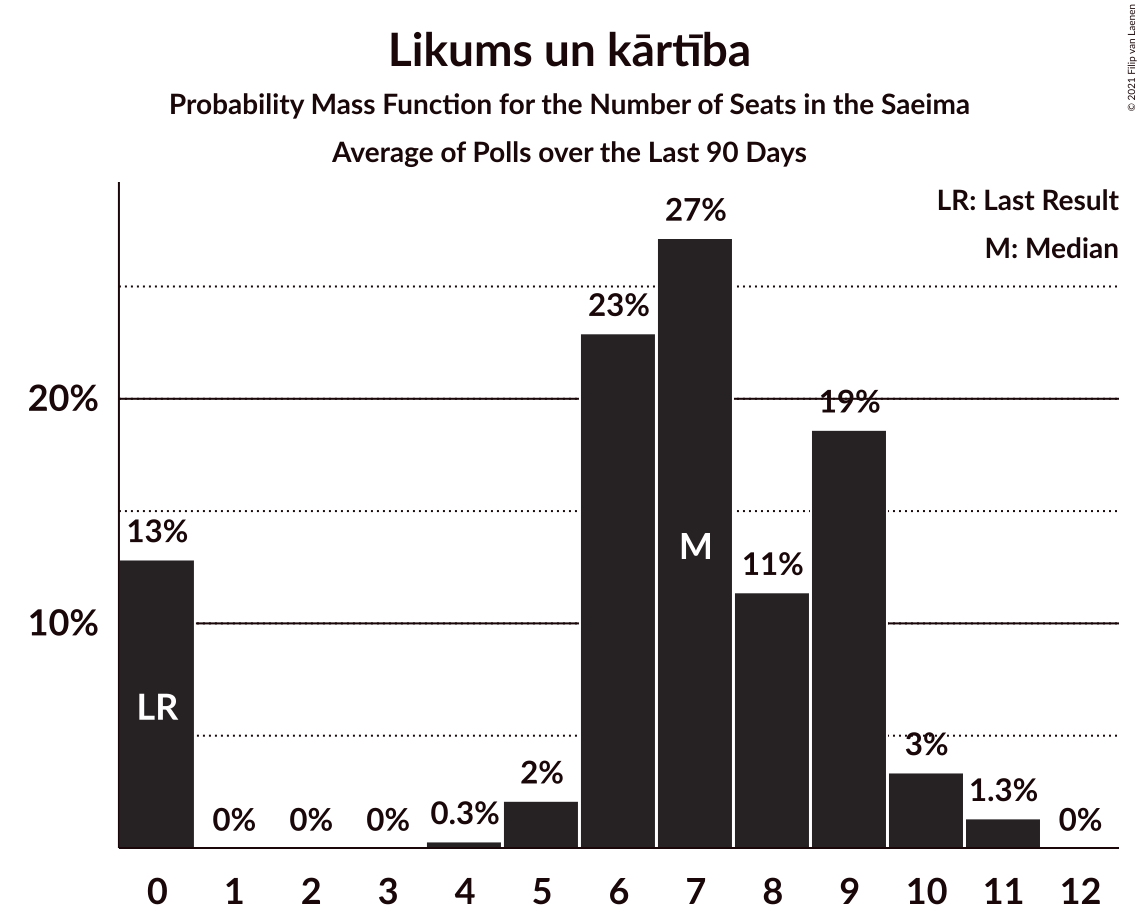 Likums un kārtība
Probability Mass Function for the Number of Seats in the Saeima
Average of Polls over the Last 90 Days
© 2021 Filip van Laenen
LR: Last Result
M: Median
27%
23%
20%
19%
13%
M
11%
10%
LR
3%
2%
1.3%
0.3%
0%
0%
0%
0%
0 1 2 3 4 5 6 7 8 9 10 11 12